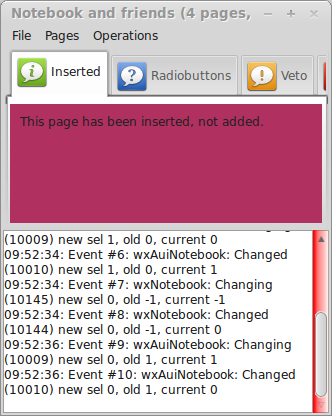 Notebook and friends (4 pages,
File Pages Operations
Inserted Radiobuttons Veto
This page has been inserted, not added.
(10009) new sel 1, old 0, current 0
09:52:34: Event #6: wxAuiNotebook: Changed
(10010) new sel 1, old 0, current 1
09:52:34: Event #7: wxNotebook: Changing
(10145) new sel 0, old -1, current -1
09:52:34: Event #8: wxNotebook: Changed
(10144) new sel 0, old -1, current 0
09:52:36: Event #9: wxAuiNotebook: Changing
(10009) new sel 0, old 1, current 1
09:52:36: Event #10: wxAuiNotebook: Changed
(10010) new sel 0, old 1, current 0